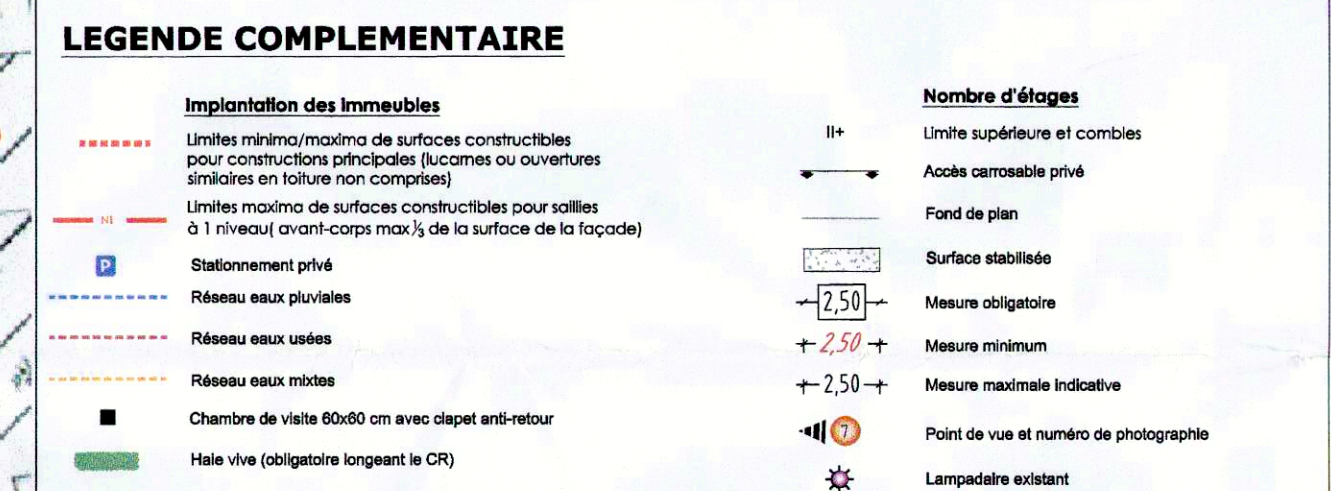 LEGENDE COMPLEMENTAIRE
Implantation des immeubles
Limites minima/maxima de surfaces constructibles
pour constructions principales (lucarnes ou ouvertures
similaires en toiture non comprises)
N1
Limites maxima de surfaces constructibles pour saillies
à 1 niveau( avant-corps max ⅓ de la surface de la façade)
P
Stationnement privé
Réseau eaux pluviales
Réseau eaux usées
Réseau eaux mixtes
Chambre de visite 60x60 cm avec clapet anti-retour
Haie vive (obligatoire longeant le CR)
Nombre d'étages
II+ Limite supérieure et combles
Accès carrosable privé
Fond de plan
Surface stabilisée
2,50 Mesure obligatoire
2,50 Mesure minimum
2,50 Mesure maximale indicative
7 Point de vue et numéro de photographie
Lampadaire existant